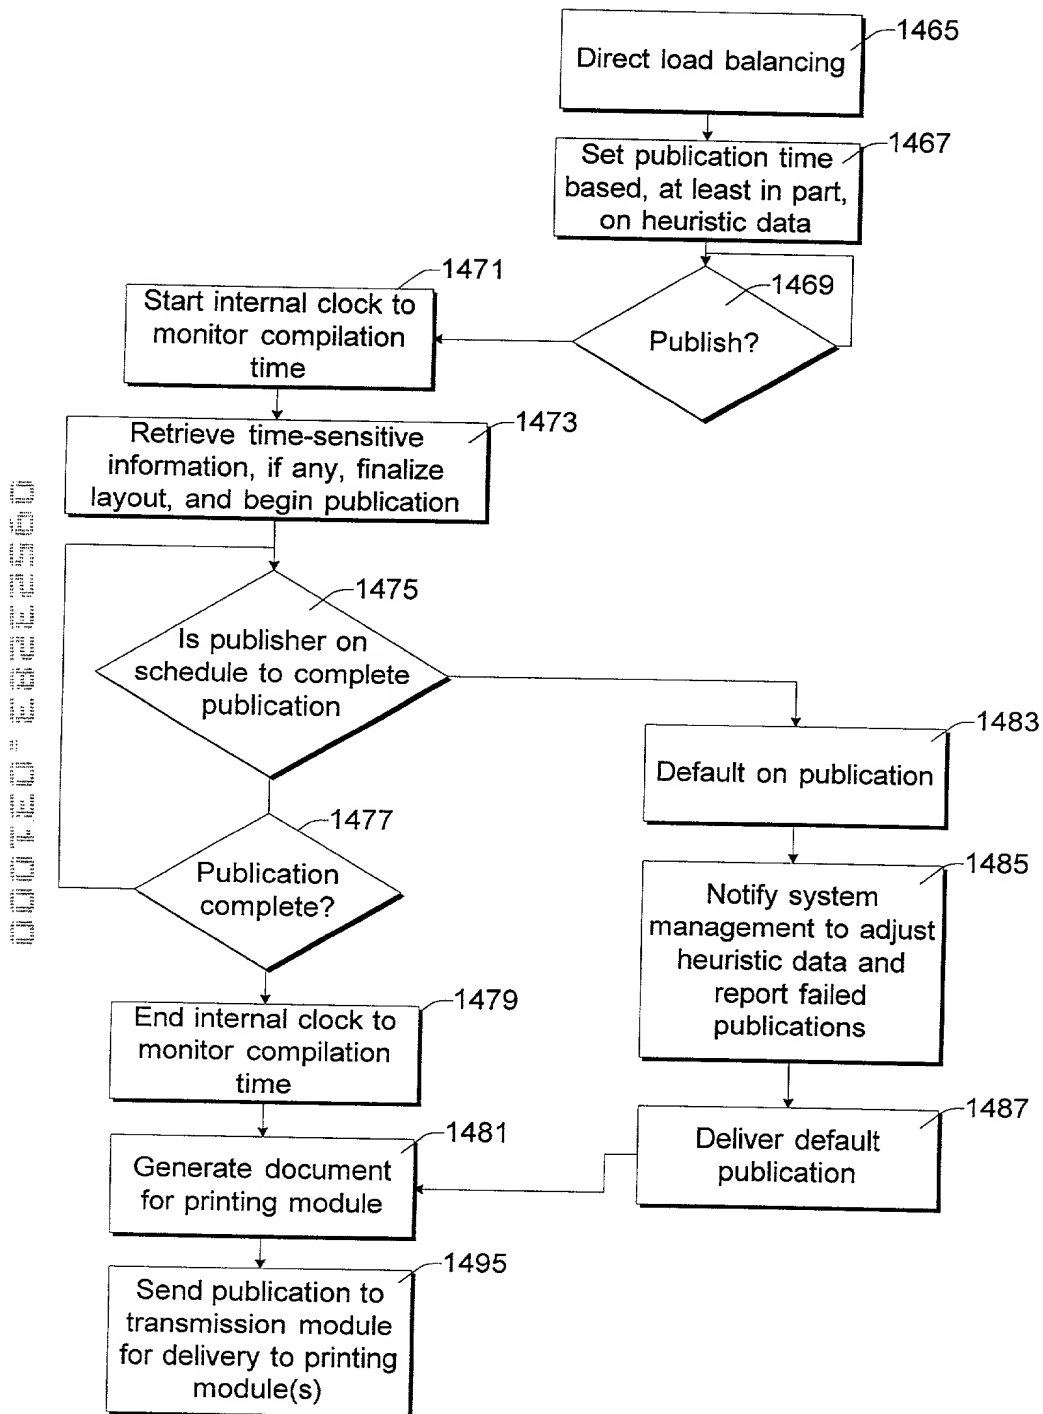 1465
Direct load balancing
1467
Set publication time
based, at least in part,
on heuristic data
1469
Publish?
1471
Start internal clock to
monitor compilation
time
1473
Retrieve time-sensitive
information, if any, finalize
layout, and begin publication
1475
Is publisher on
schedule to complete
publication
1477
Publication
complete?
1479
End internal clock to
monitor compilation
time
1481
Generate document
for printing module
1495
Send publication to
transmission module
for delivery to printing
module(s)
1483
Default on publication
1485
Notify system
management to adjust
heuristic data and
report failed
publications
1487
Deliver default
publication